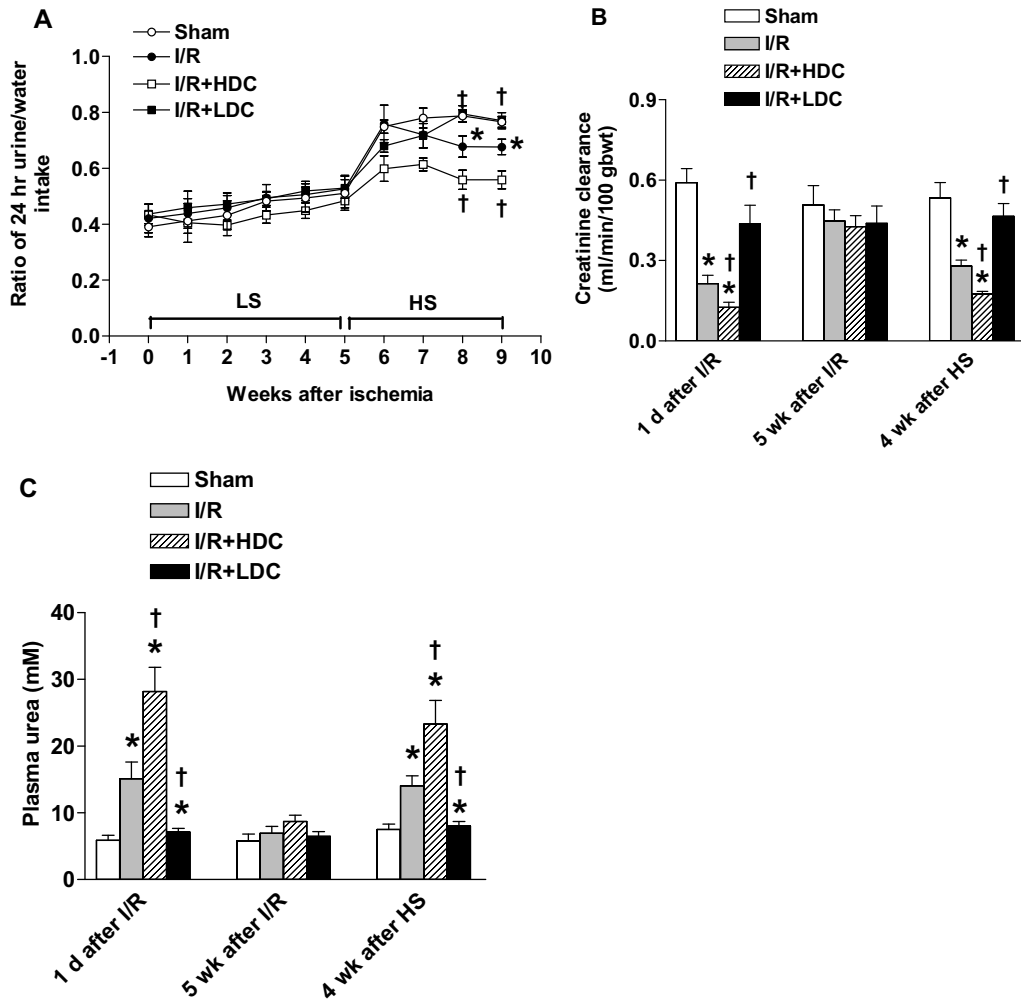 A
Sham
I/R
I/R+HDC
I/R+LDC
Ratio of 24 hr urine/water
intake
1.0
0.8
0.6
0.4
0.2
0.0
† †
* *
† †
LS HS
-1 0 1 2 3 4 5 6 7 8 9 10
Weeks after ischemia
B
Sham
I/R
I/R+HDC
I/R+LDC
Creatinine clearance
(ml/min/100 gbwt)
0.9
0.6
0.3
0.0
* † * †
* † * †
1 d after I/R
5 wk after I/R
4 wk after HS
C
Sham
I/R
I/R+HDC
I/R+LDC
Plasma urea (mM)
40
30
20
10
0
* † * † *
* † * † *
1 d after I/R
5 wk after I/R
4 wk after HS